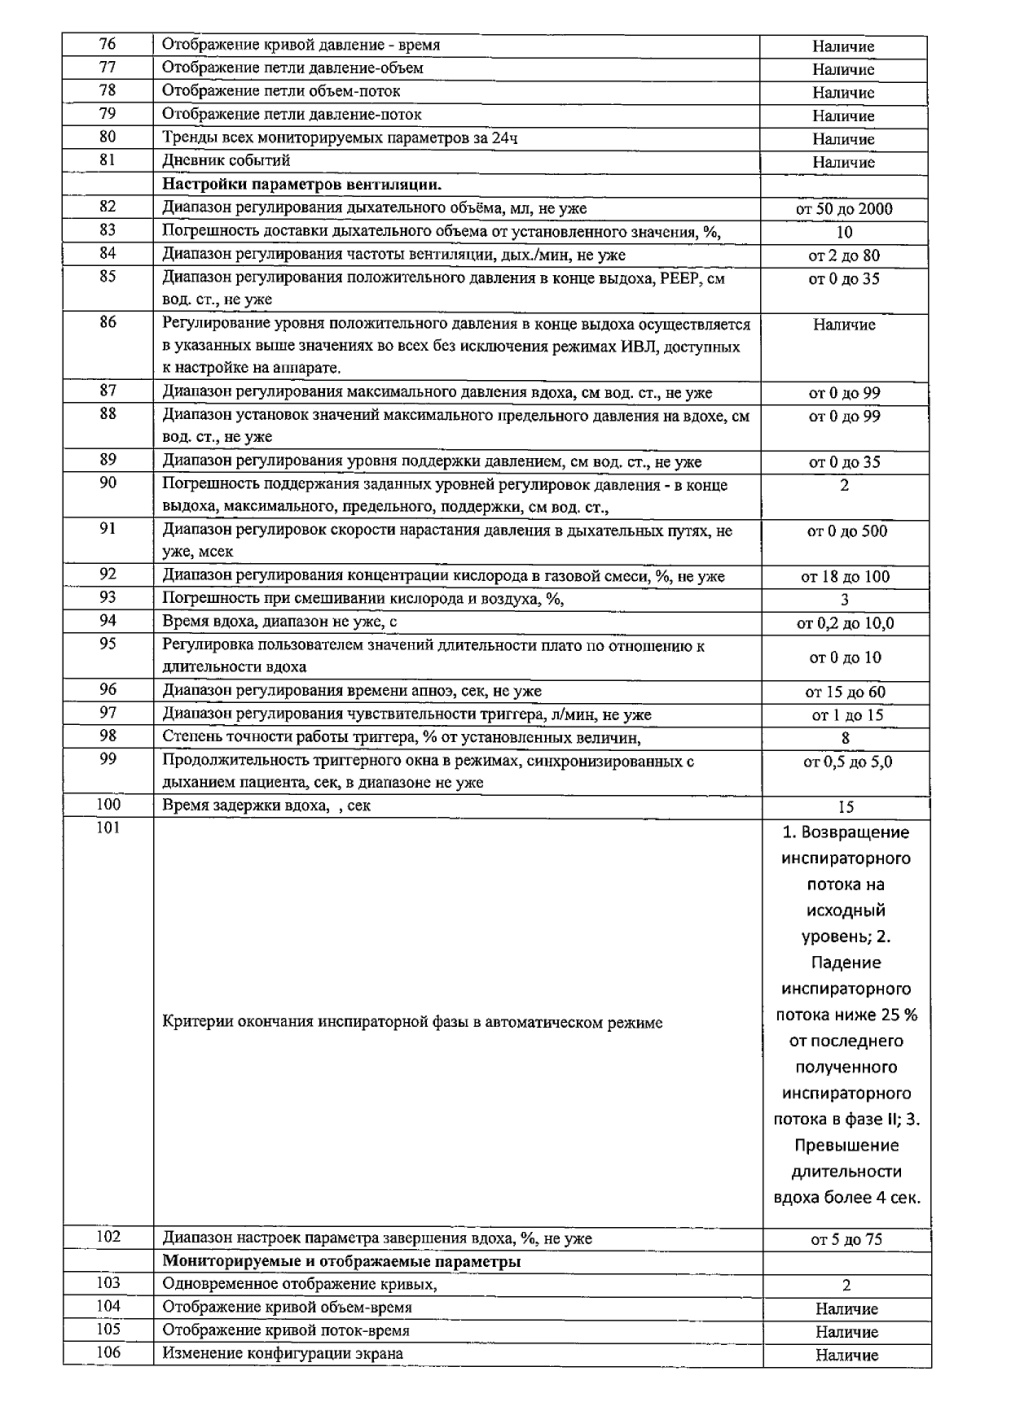 76 Отображение кривой давление - время Наличие
77 Отображение петли давление-объем Наличие
78 Отображение петли объем-поток Наличие
79 Отображение петли давление-поток Наличие
80 Тренды всех мониторируемых параметров за 24ч Наличие
81 Дневник событий Наличие
Настройки параметров вентиляции.
82 Диапазон регулирования дыхательного объёма, мл, не уже от 50 до 2000
83 Погрешность доставки дыхательного объема от установленного значения, %, 10
84 Диапазон регулирования частоты вентиляции, дых./мин, не уже от 2 до 80
85 Диапазон регулирования положительного давления в конце выдоха, PEEP, см от 0 до 35
вод. ст., не уже
86 Регулирование уровня положительного давления в конце выдоха осуществляется Наличие
в указанных выше значениях во всех без исключения режимах ИВЛ, доступных
к настройке на аппарате.
87 Диапазон регулирования максимального давления вдоха, см вод. ст., не уже от 0 до 99
88 Диапазон установок значений максимального предельного давления на вдохе, см от 0 до 99
вод. ст., не уже
89 Диапазон регулирования уровня поддержки давлением, см вод. ст., не уже от 0 до 35
90 Погрешность поддержания заданных уровней регулировок давления - в конце 2
выдоха, максимального, предельного, поддержки, см вод. ст.,
91 Диапазон регулировок скорости нарастания давления в дыхательных путях, не от 0 до 500
уже, мсек
92 Диапазон регулирования концентрации кислорода в газовой смеси, %, не уже от 18 до 100
93 Погрешность при смешивании кислорода и воздуха, %, 3
94 Время вдоха, диапазон не уже, с от 0,2 до 10,0
95 Регулировка пользователем значений длительности плато по отношению к
длительности вдоха от 0 до 10
96 Диапазон регулирования времени апноэ, сек, не уже от 15 до 60
97 Диапазон регулирования чувствительности триггера, л/мин, не уже от 1 до 15
98 Степень точности работы триггера, % от установленных величин, 8
99 Продолжительность триггерного окна в режимах, синхронизированных с от 0,5 до 5,0
дыханием пациента, сек, в диапазоне не уже
100 Время задержки вдоха, , сек 15
101 Критерии окончания инспираторной фазы в автоматическом режиме
1. Возвращение
инспираторного
потока на
исходный
уровень; 2.
Падение
инспираторного
потока ниже 25 %
от последнего
полученного
инспираторного
потока в фазе II; 3.
Превышение
длительности
вдоха более 4 сек.
102 Диапазон настроек параметра завершения вдоха, %, не уже от 5 до 75
Мониторируемые и отображаемые параметры
103 Одновременное отображение кривых, 2
104 Отображение кривой объем-время Наличие
105 Отображение кривой поток-время Наличие
106 Изменение конфигурации экрана Наличие